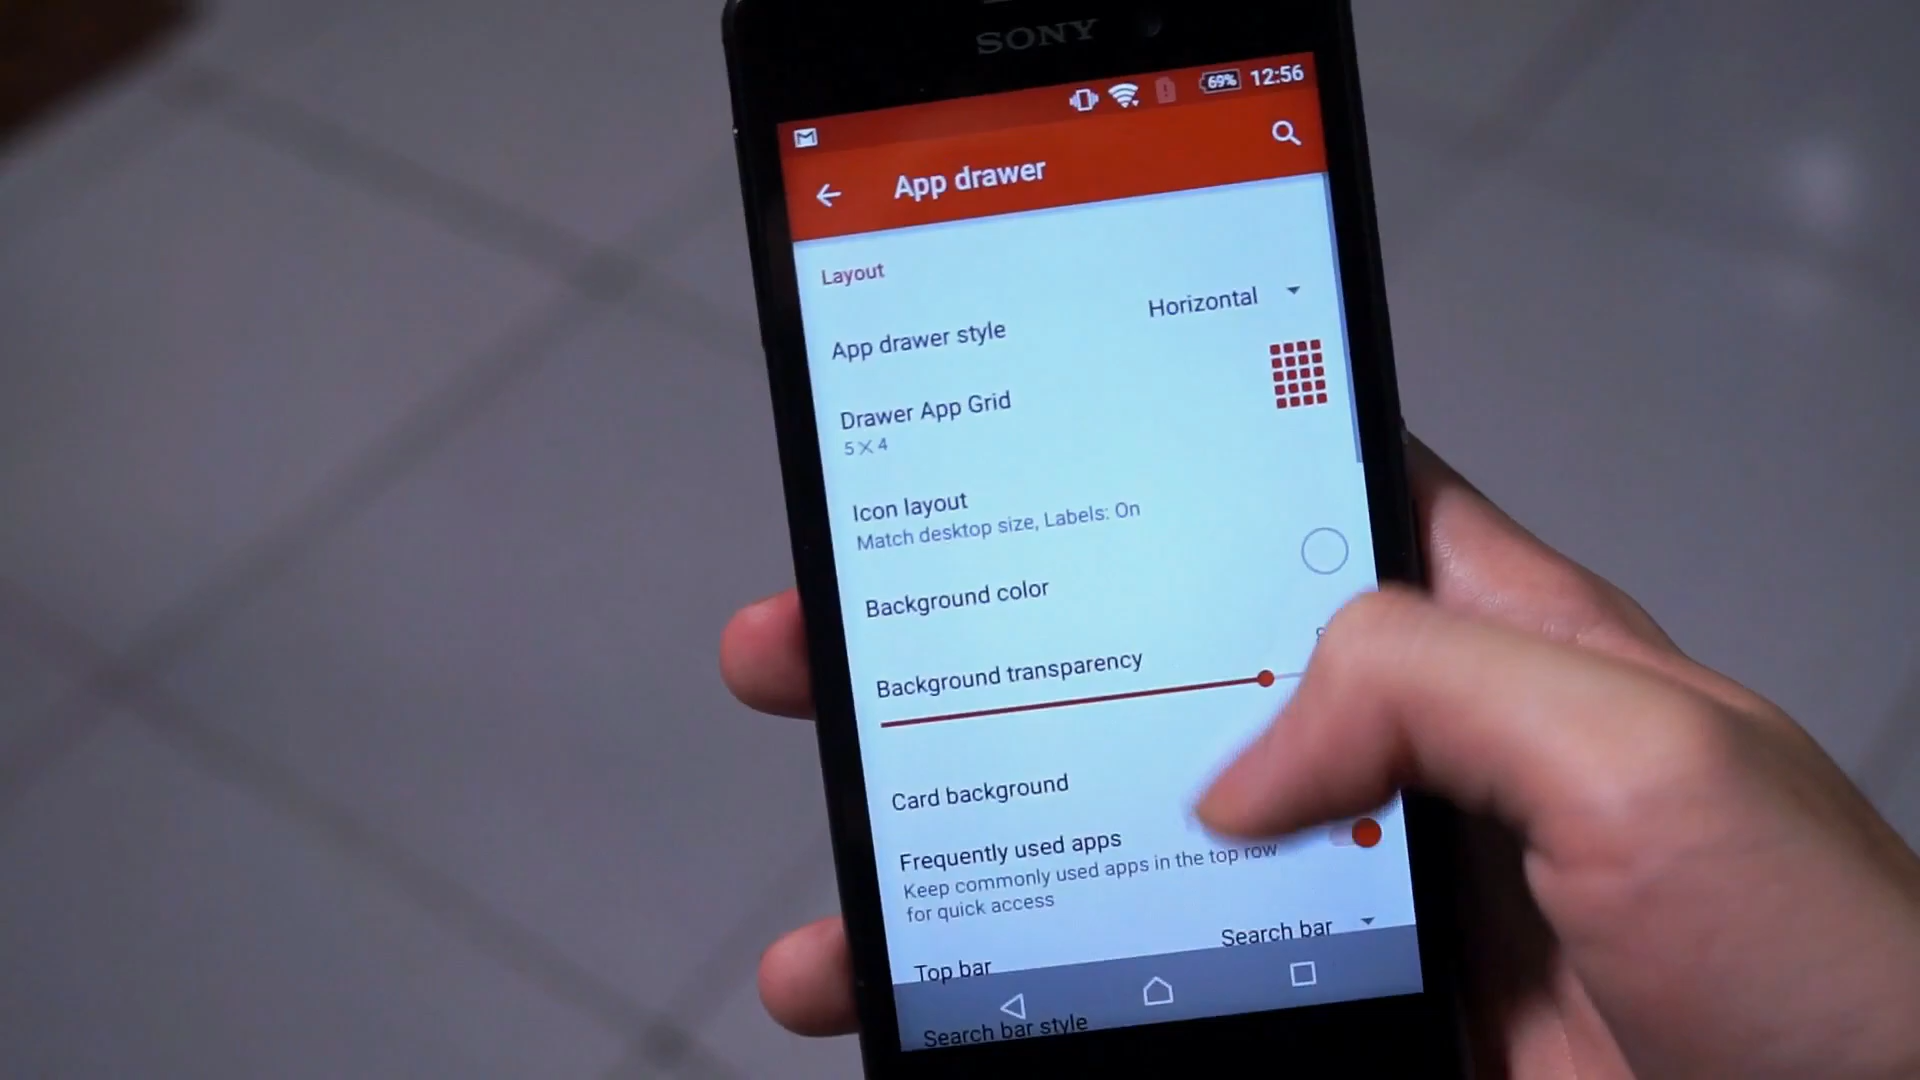 SONY
69% 12:56
App drawer
Layout
App drawer style
Horizontal
Drawer App Grid
5 X 4
Icon layout
Match desktop size, Labels: On
Background color
Background transparency
Card background
Frequently used apps
Keep commonly used apps in the top row
for quick access
Top bar
Search bar
Search bar style